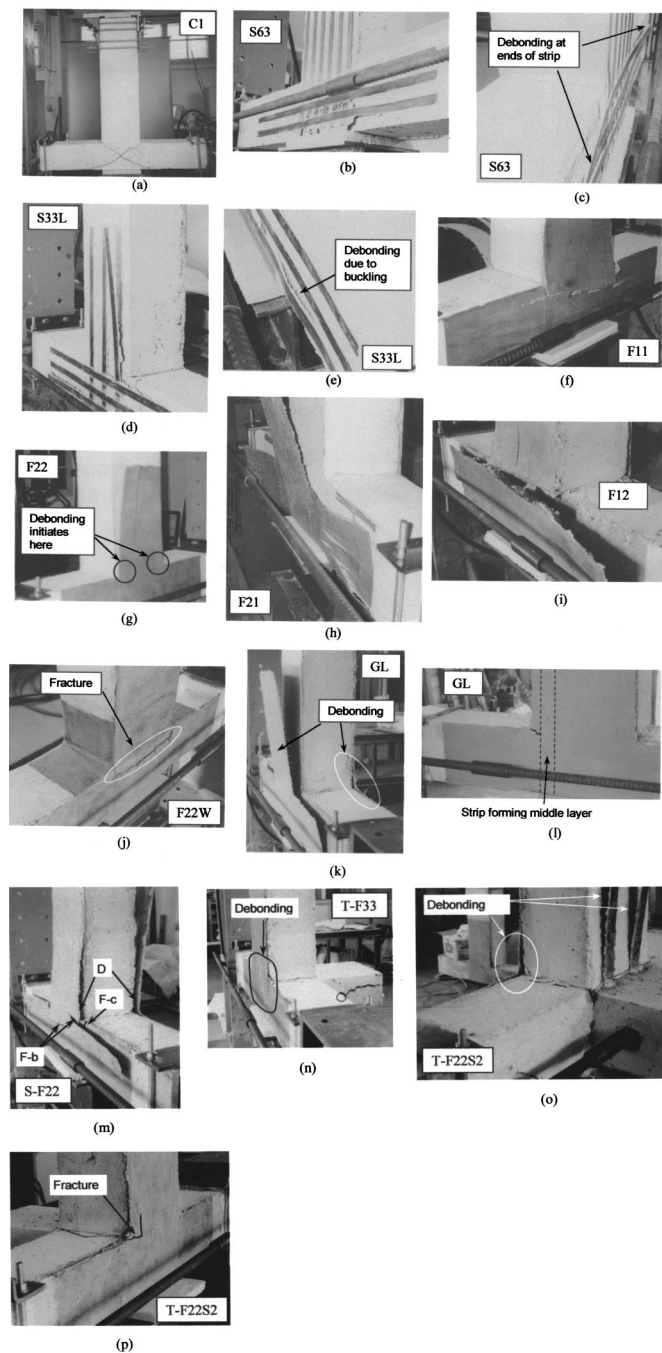 C1
(a)
S63
(b)
Debonding at
ends of strip
S63
(c)
S33L
(d)
Debonding
due to
buckling
S33L
(e)
F11
(f)
F22
Debonding
initiates
here
(g)
F21
(h)
F12
(i)
Fracture
F22W
(j)
GL
Debonding
(k)
GL
Strip forming middle layer
(l)
D
F-c
F-b
S-F22
(m)
Debonding
T-F33
(n)
Debonding
T-F22S2
(o)
Fracture
T-F22S2
(p)